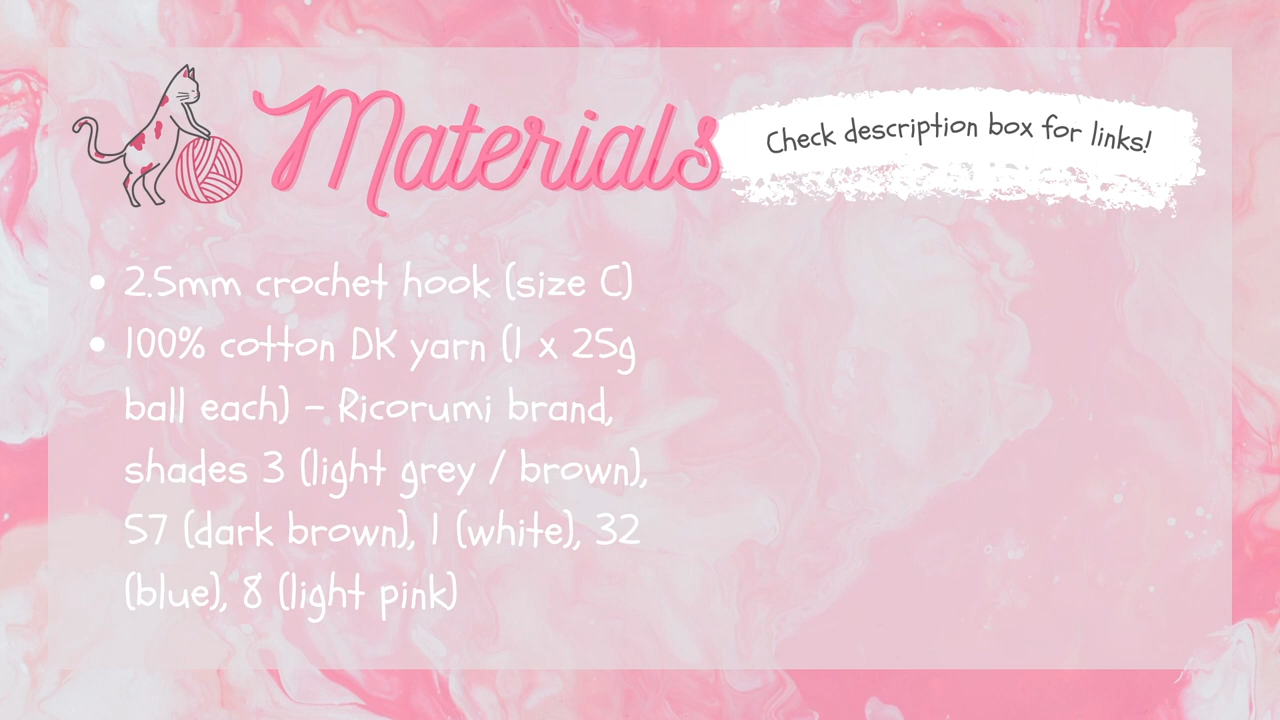 Materials
Check description box for links!
• 2.5mm crochet hook (size C)
• 100% cotton DK yarn (1 x 25g
ball each) – Ricorumi brand,
shades 3 (light grey / brown),
57 (dark brown), 1 (white), 32
(blue), 8 (light pink)